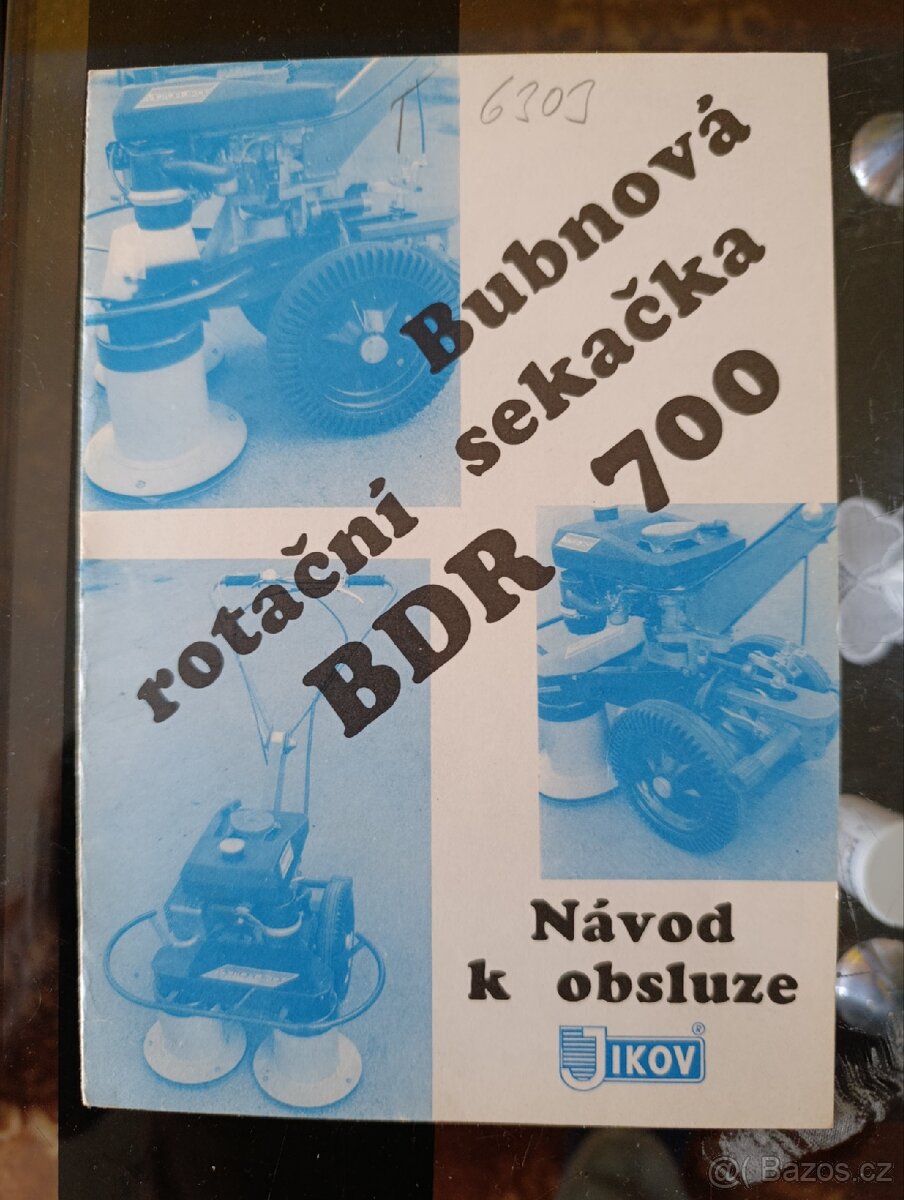 T 6303
Bubnová
rotační sekačka
BDR 700
Návod
k obsluze
JIKOV®
@( Bazos.cz